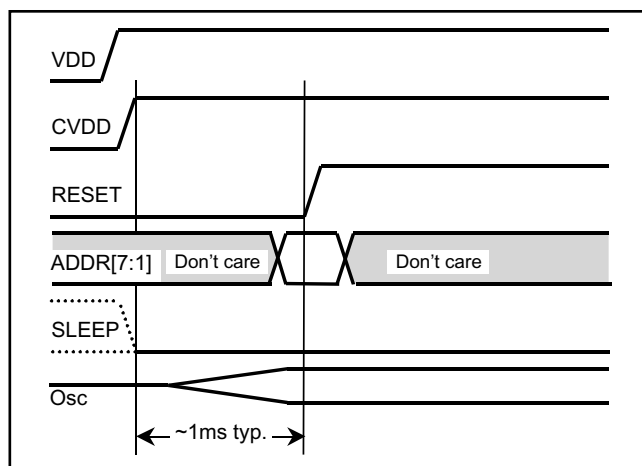 VDD
CVDD
RESET
ADDR[7:1] Don't care Don't care
SLEEP
Osc
~1ms typ.